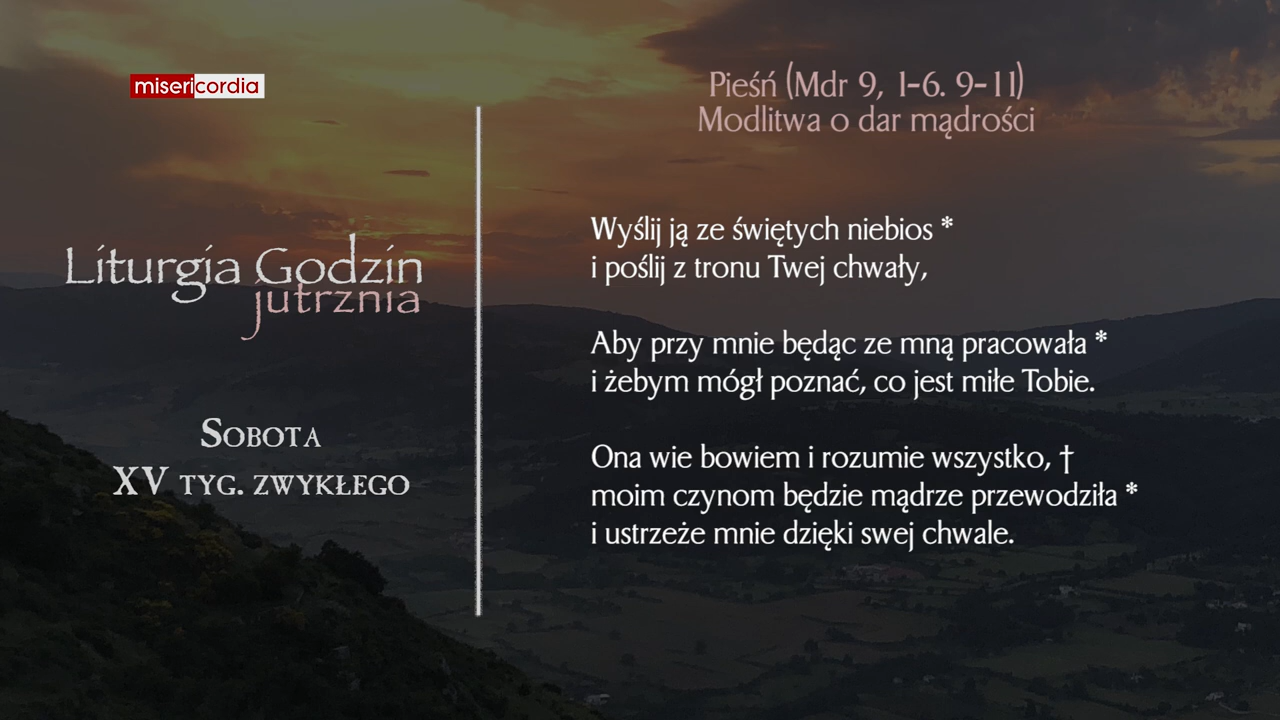 misericordia
Liturgia Godzin
jutrznia
Sobota
XV tyg. zwykłego
Pieśń (Mdr 9, 1-6. 9-11)
Modlitwa o dar mądrości
Wyślij ją ze świętych niebios *
i poślij z tronu Twej chwały,
Aby przy mnie będąc ze mną pracowała *
i żebym mógł poznać, co jest miłe Tobie.
Ona wie bowiem i rozumie wszystko, †
moim czynom będzie mądrze przewodziła *
i ustrzeże mnie dzięki swej chwale.